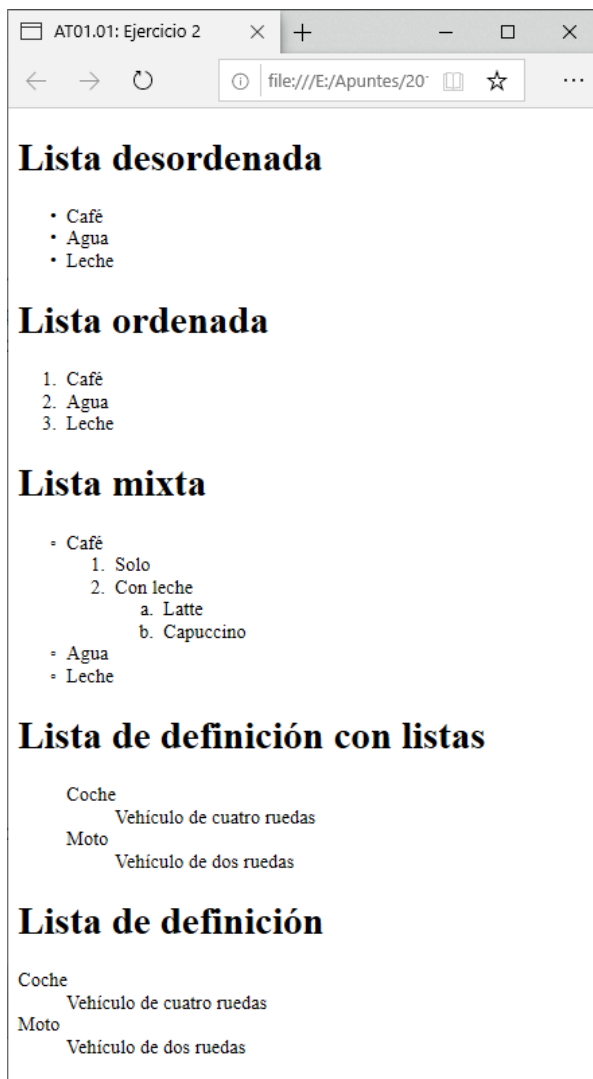 AT01.01: Ejercicio 2
file:///E:/Apuntes/20
Lista desordenada
• Café
• Agua
• Leche
Lista ordenada
1. Café
2. Agua
3. Leche
Lista mixta
▫ Café
1. Solo
2. Con leche
a. Latte
b. Capuccino
▫ Agua
▫ Leche
Lista de definición con listas
Coche
Vehículo de cuatro ruedas
Moto
Vehículo de dos ruedas
Lista de definición
Coche
Vehículo de cuatro ruedas
Moto
Vehículo de dos ruedas